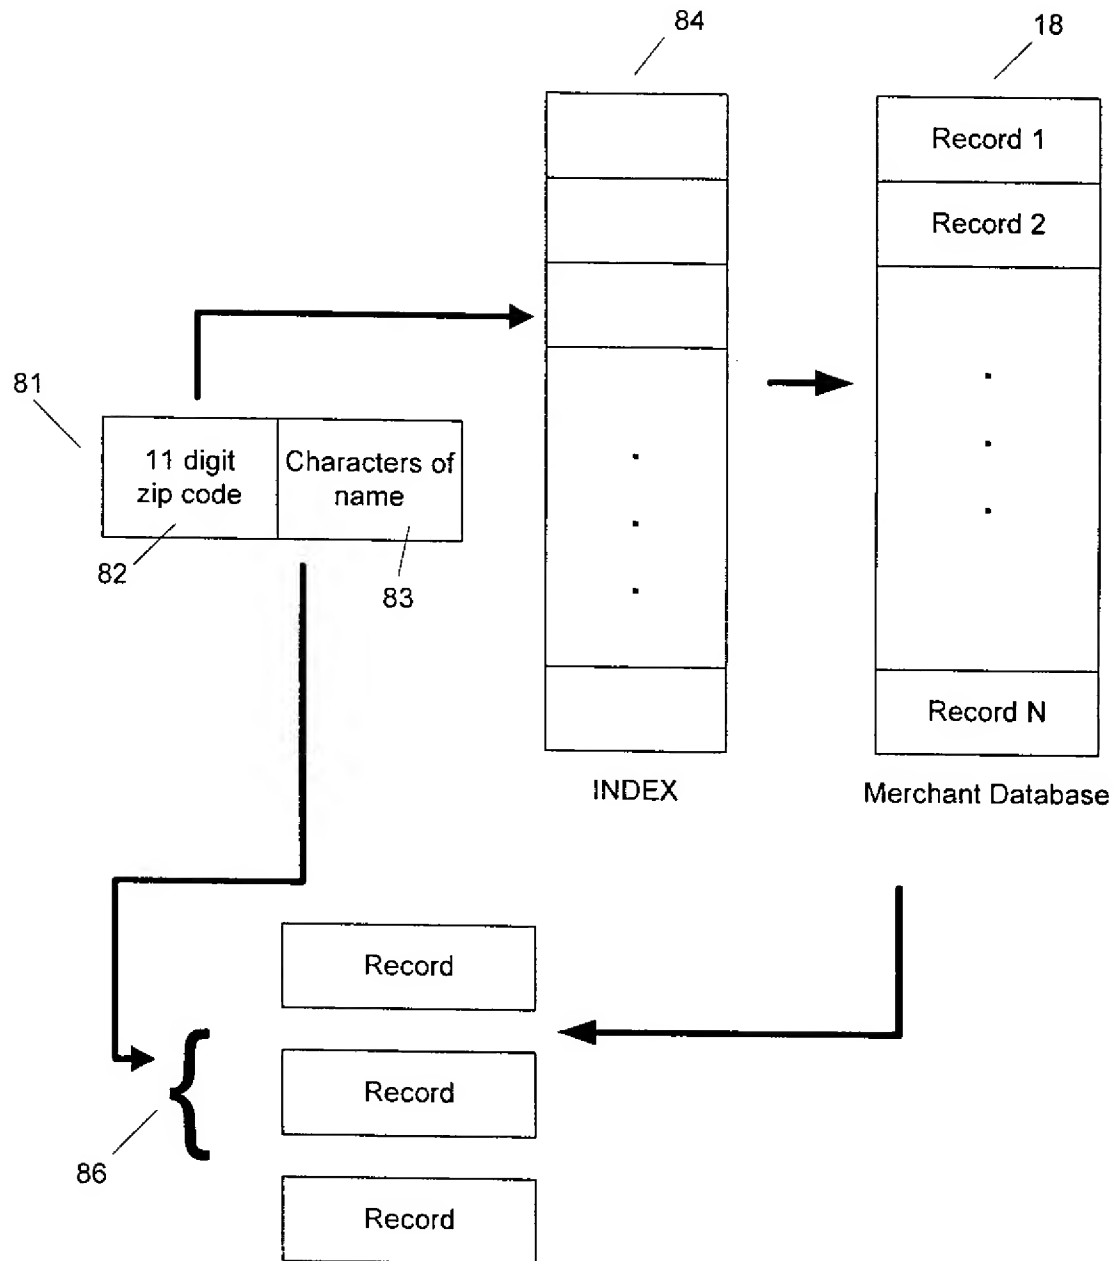 84
18
Record 1
Record 2
81
11 digit
zip code
Characters of
name
82
83
Record N
INDEX
Merchant Database
Record
Record
86
Record